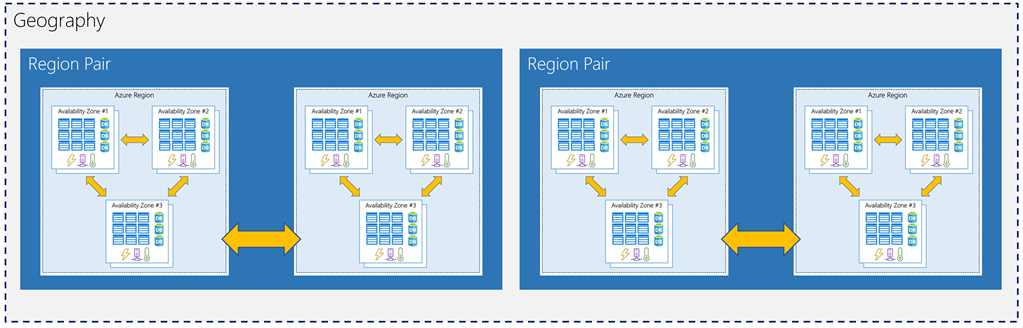 Geography
Region Pair
Azure Region
Availability Zone #1
Availability Zone #2
DB
DB
DB
DB
DB
DB
Availability Zone #3
DB
DB
DB
Azure Region
Availability Zone #1
Availability Zone #2
DB
DB
DB
DB
DB
DB
Availability Zone #3
DB
DB
DB
Region Pair
Azure Region
Availability Zone #1
Availability Zone #2
DB
DB
DB
DB
DB
DB
Availability Zone #3
DB
DB
DB
Azure Region
Availability Zone #1
Availability Zone #2
DB
DB
DB
DB
DB
DB
Availability Zone #3
DB
DB
DB